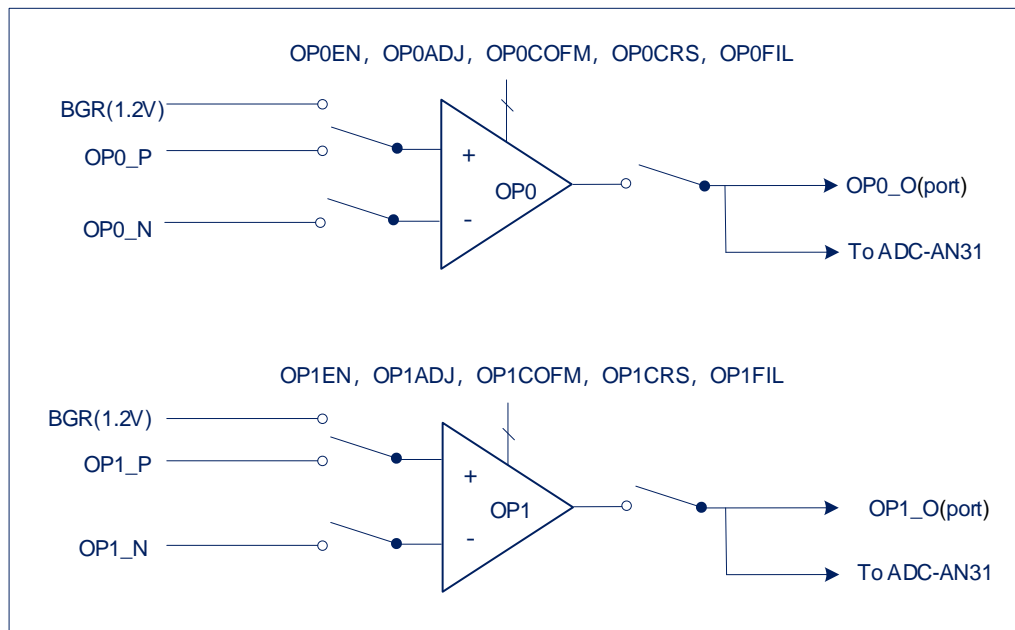 OP0EN, OP0ADJ, OP0COFM, OP0CRS, OP0FIL
BGR(1.2V)
OP0_P
+
OP0
OP0_O(port)
OP0_N
-
To ADC-AN31
OP1EN, OP1ADJ, OP1COFM, OP1CRS, OP1FIL
BGR(1.2V)
OP1_P
+
OP1
OP1_O(port)
OP1_N
-
To ADC-AN31